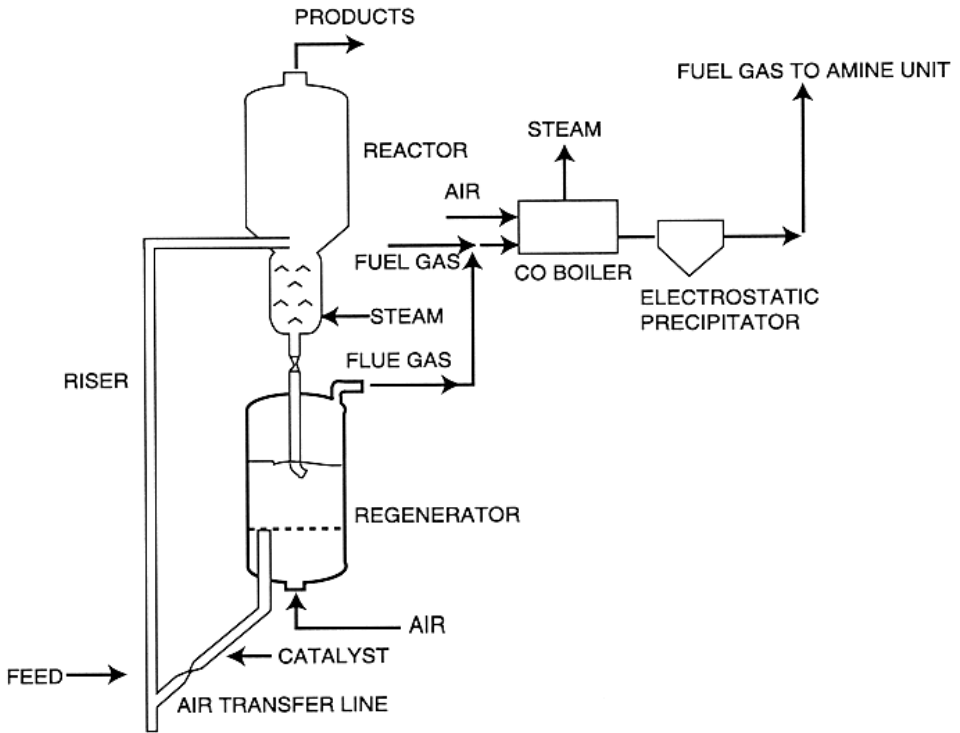 PRODUCTS
FUEL GAS TO AMINE UNIT
STEAM
REACTOR
AIR
FUEL GAS
CO BOILER
ELECTROSTATIC
PRECIPITATOR
STEAM
FLUE GAS
RISER
REGENERATOR
AIR
CATALYST
FEED
AIR TRANSFER LINE